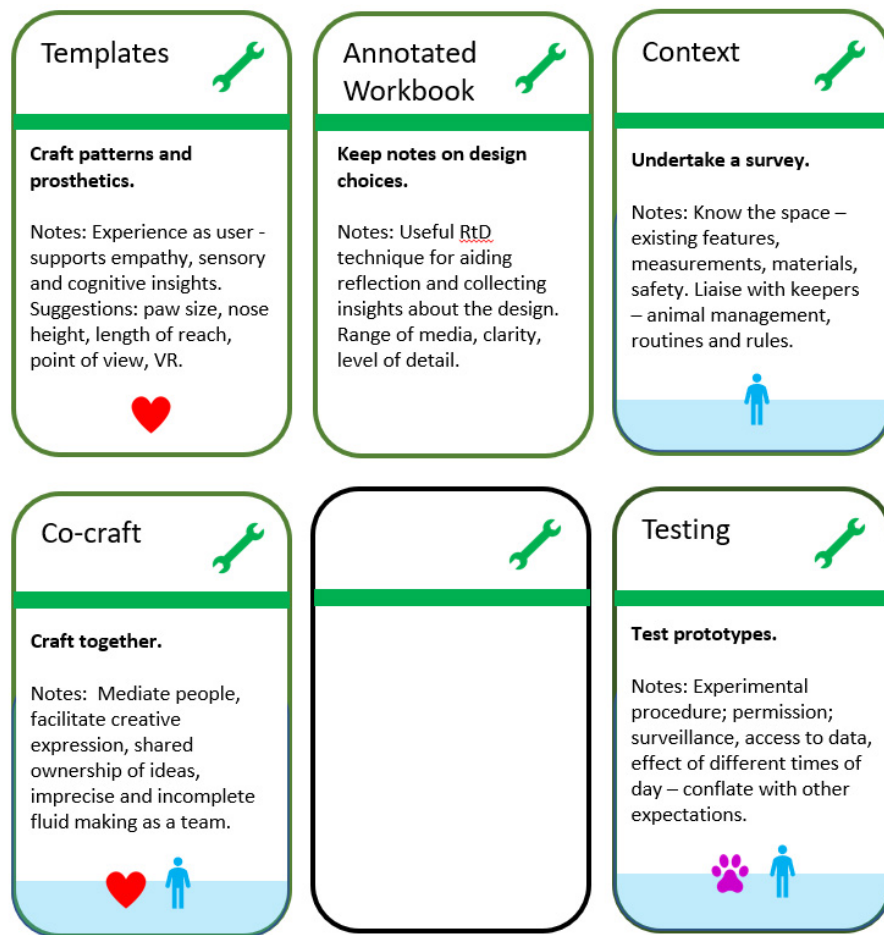 Templates
Craft patterns and
prosthetics.
Notes: Experience as user -
supports empathy, sensory
and cognitive insights.
Suggestions: paw size, nose
height, length of reach,
point of view, VR.
Annotated
Workbook
Keep notes on design
choices.
Notes: Useful RtD
technique for aiding
reflection and collecting
insights about the design.
Range of media, clarity,
level of detail.
Context
Undertake a survey.
Notes: Know the space –
existing features,
measurements, materials,
safety. Liaise with keepers
– animal management,
routines and rules.
Co-craft
Craft together.
Notes:  Mediate people,
facilitate creative
expression, shared
ownership of ideas,
imprecise and incomplete
fluid making as a team.
Testing
Test prototypes.
Notes: Experimental
procedure; permission;
surveillance, access to data,
effect of different times of
day – conflate with other
expectations.